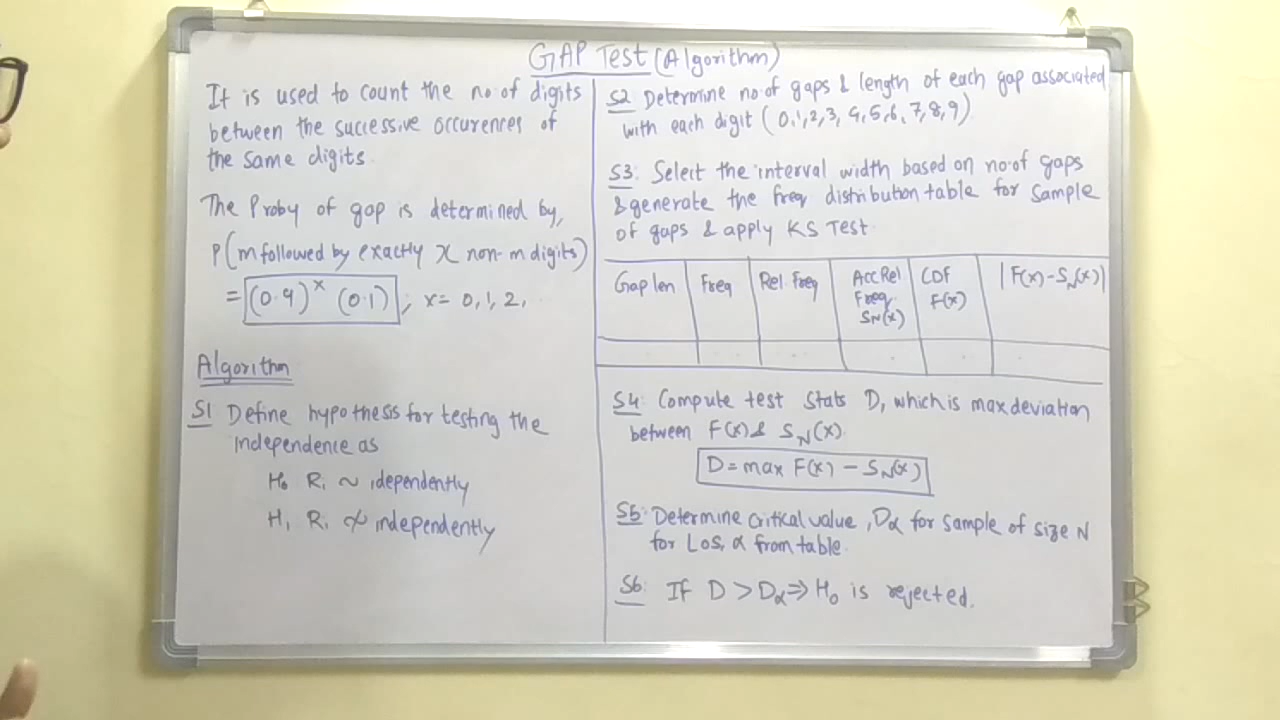 GAP Test (Algorithm)
It is used to count the no of digits
between the successive occurences of
the same digits.
The Proby of gap is determined by,
P(m followed by exactly x non-m digits)
= (0.9)^x (0.1) ; x = 0, 1, 2,
Algorithm
S1 Define hypothesis for testing the
independence as
H₀ Ri ~ idependently
H₁ Ri ≁ independently
S2 Determine no of gaps & length of each gap associated
with each digit (0,1,2,3,4,5,6,7,8,9)
S3: Select the interval width based on no of gaps
& generate the freq distribution table for sample
of gaps & apply KS Test
Gap len | Freq | Rel. Freq | Acc Rel Freq SN(x) | CDF F(x) | |F(x) - SN(x)|
S4: Compute test stats D, which is max deviation
between F(x) & SN(x).
D = max F(x) - SN(x)
S5: Determine critical value, Dα for sample of size N
for LOS, α from table.
S6: If D > Dα ⇒ H₀ is rejected.